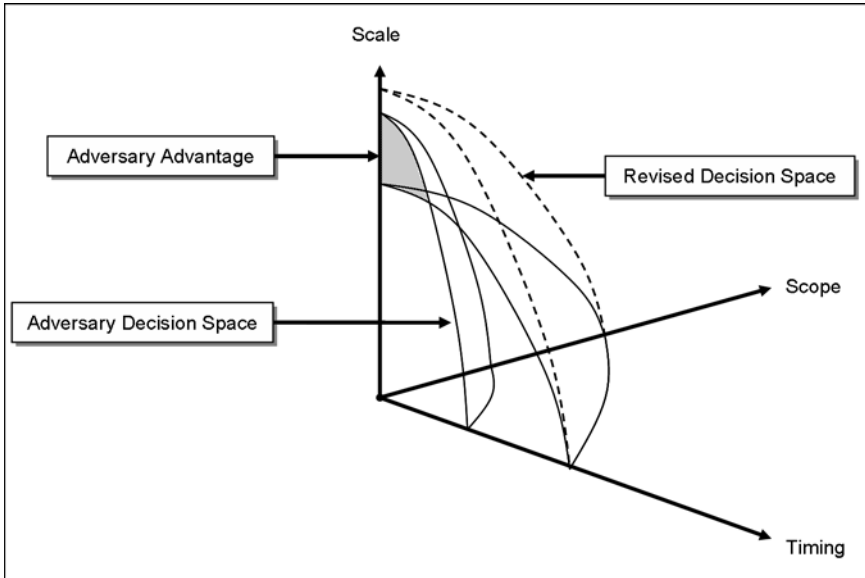 Scale
Adversary Advantage
Revised Decision Space
Scope
Adversary Decision Space
Timing